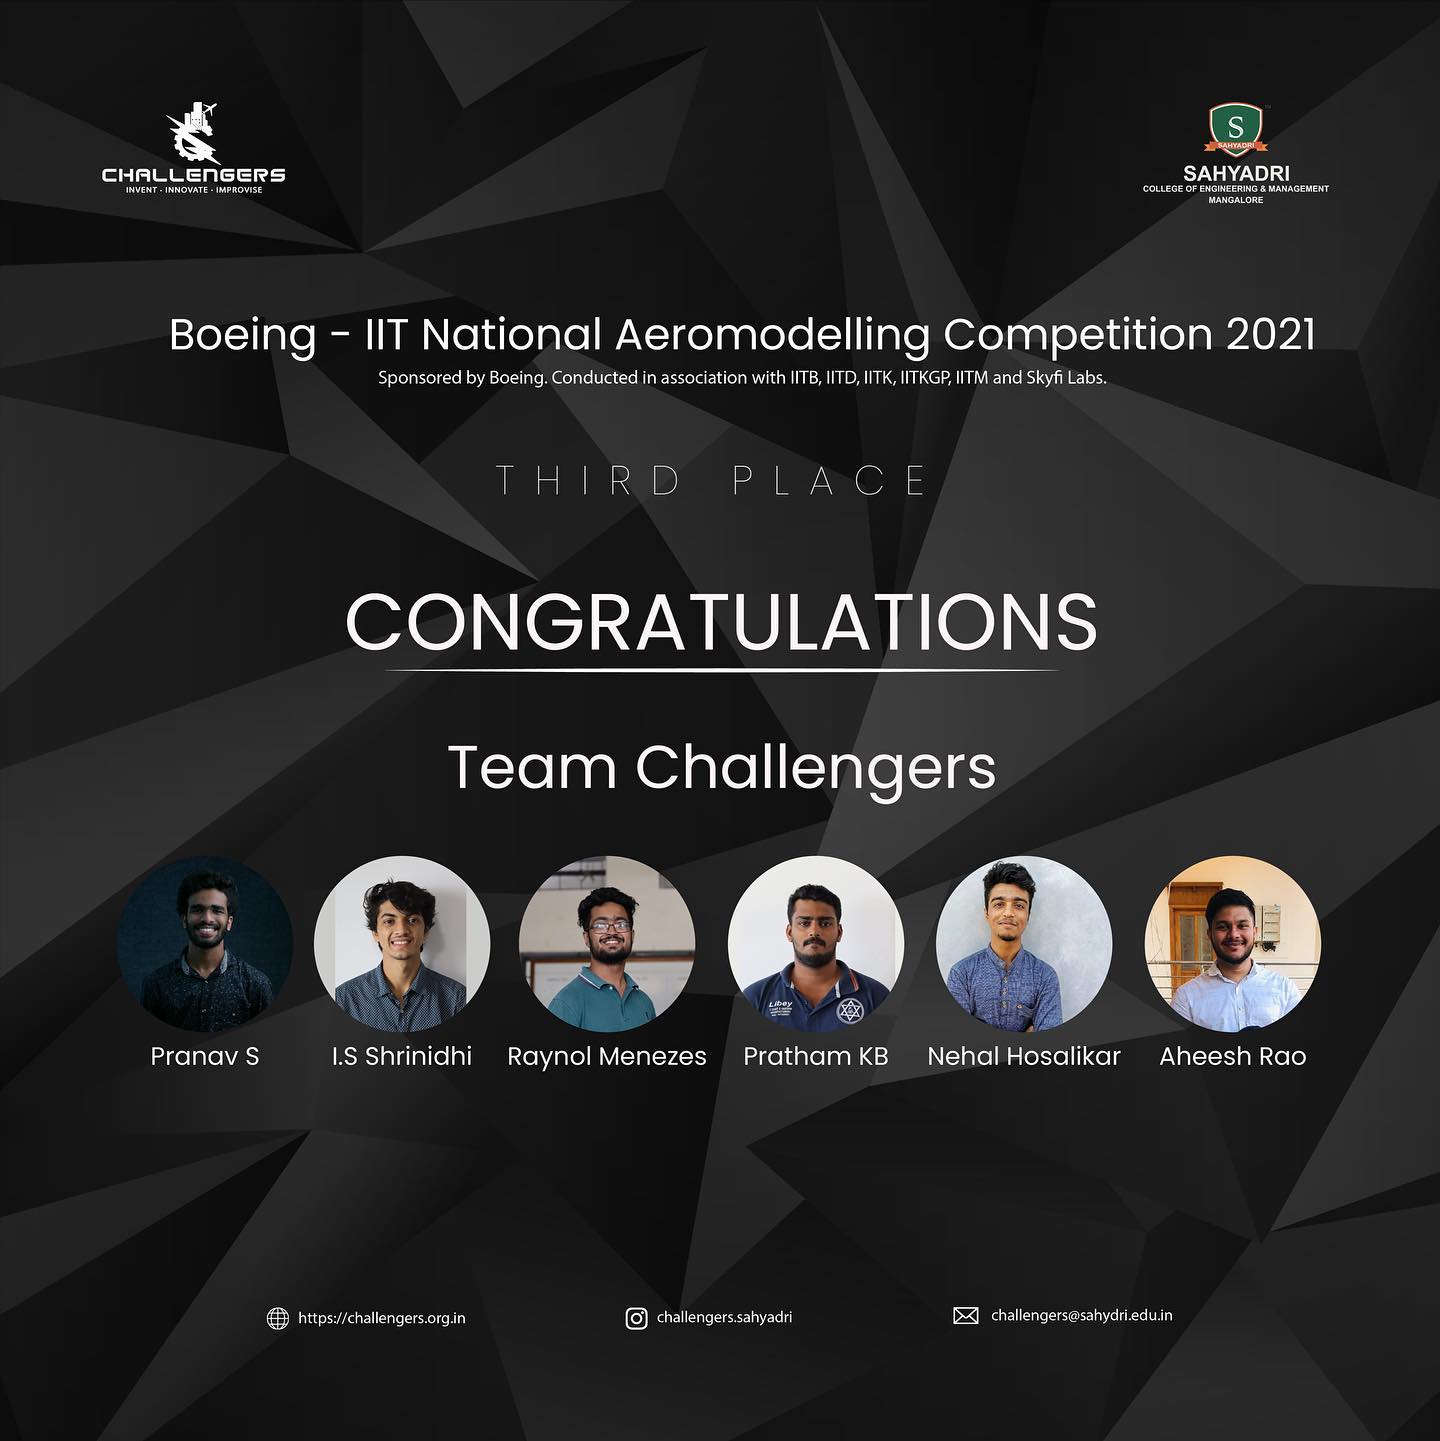 CHALLENGERS
INVENT · INNOVATE · IMPROVISE
S
SAHYADRI
SAHYADRI
COLLEGE OF ENGINEERING & MANAGEMENT
MANGALORE
Boeing - IIT National Aeromodelling Competition 2021
Sponsored by Boeing. Conducted in association with IITB, IITD, IITK, IITKGP, IITM and Skyfi Labs.
THIRD PLACE
CONGRATULATIONS
Team Challengers
Libey
Pranav S
I.S Shrinidhi
Raynol Menezes
Pratham KB
Nehal Hosalikar
Aheesh Rao
https://challengers.org.in
challengers.sahyadri
challengers@sahydri.edu.in